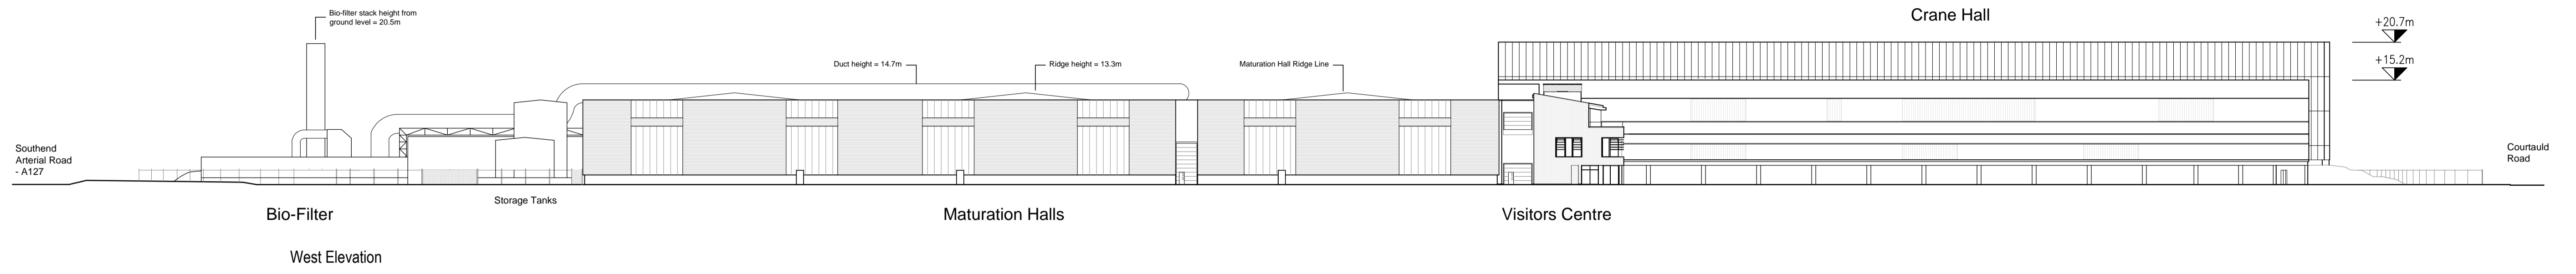 Bio-filter stack height from
ground level = 20.5m
Crane Hall
+20.7m
+15.2m
Duct height = 14.7m
Ridge height = 13.3m
Maturation Hall Ridge Line
Southend
Arterial Road
- A127
Courtauld
Road
Storage Tanks
Bio-Filter
Maturation Halls
Visitors Centre
West Elevation